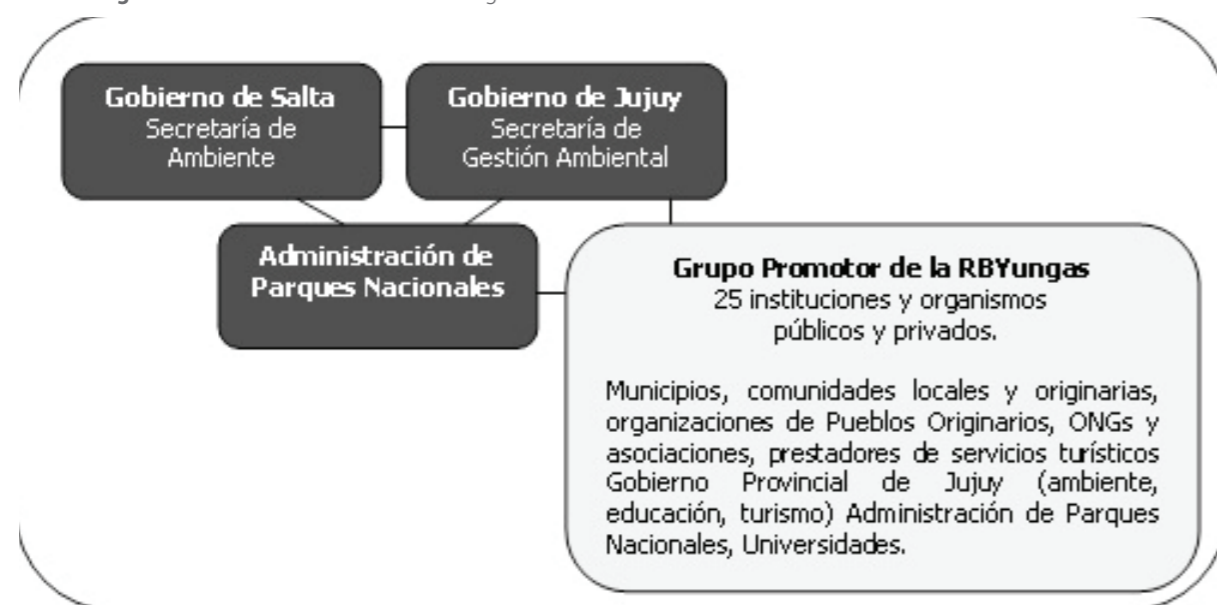 Gobierno de Salta
Secretaría de
Ambiente
Gobierno de Jujuy
Secretaría de
Gestión Ambiental
Administración de
Parques Nacionales
Grupo Promotor de la RBYungas
25 instituciones y organismos
públicos y privados.
Municipios, comunidades locales y originarias,
organizaciones de Pueblos Originarios, ONGs y
asociaciones, prestadores de servicios turísticos
Gobierno Provincial de Jujuy (ambiente,
educación, turismo) Administración de Parques
Nacionales, Universidades.